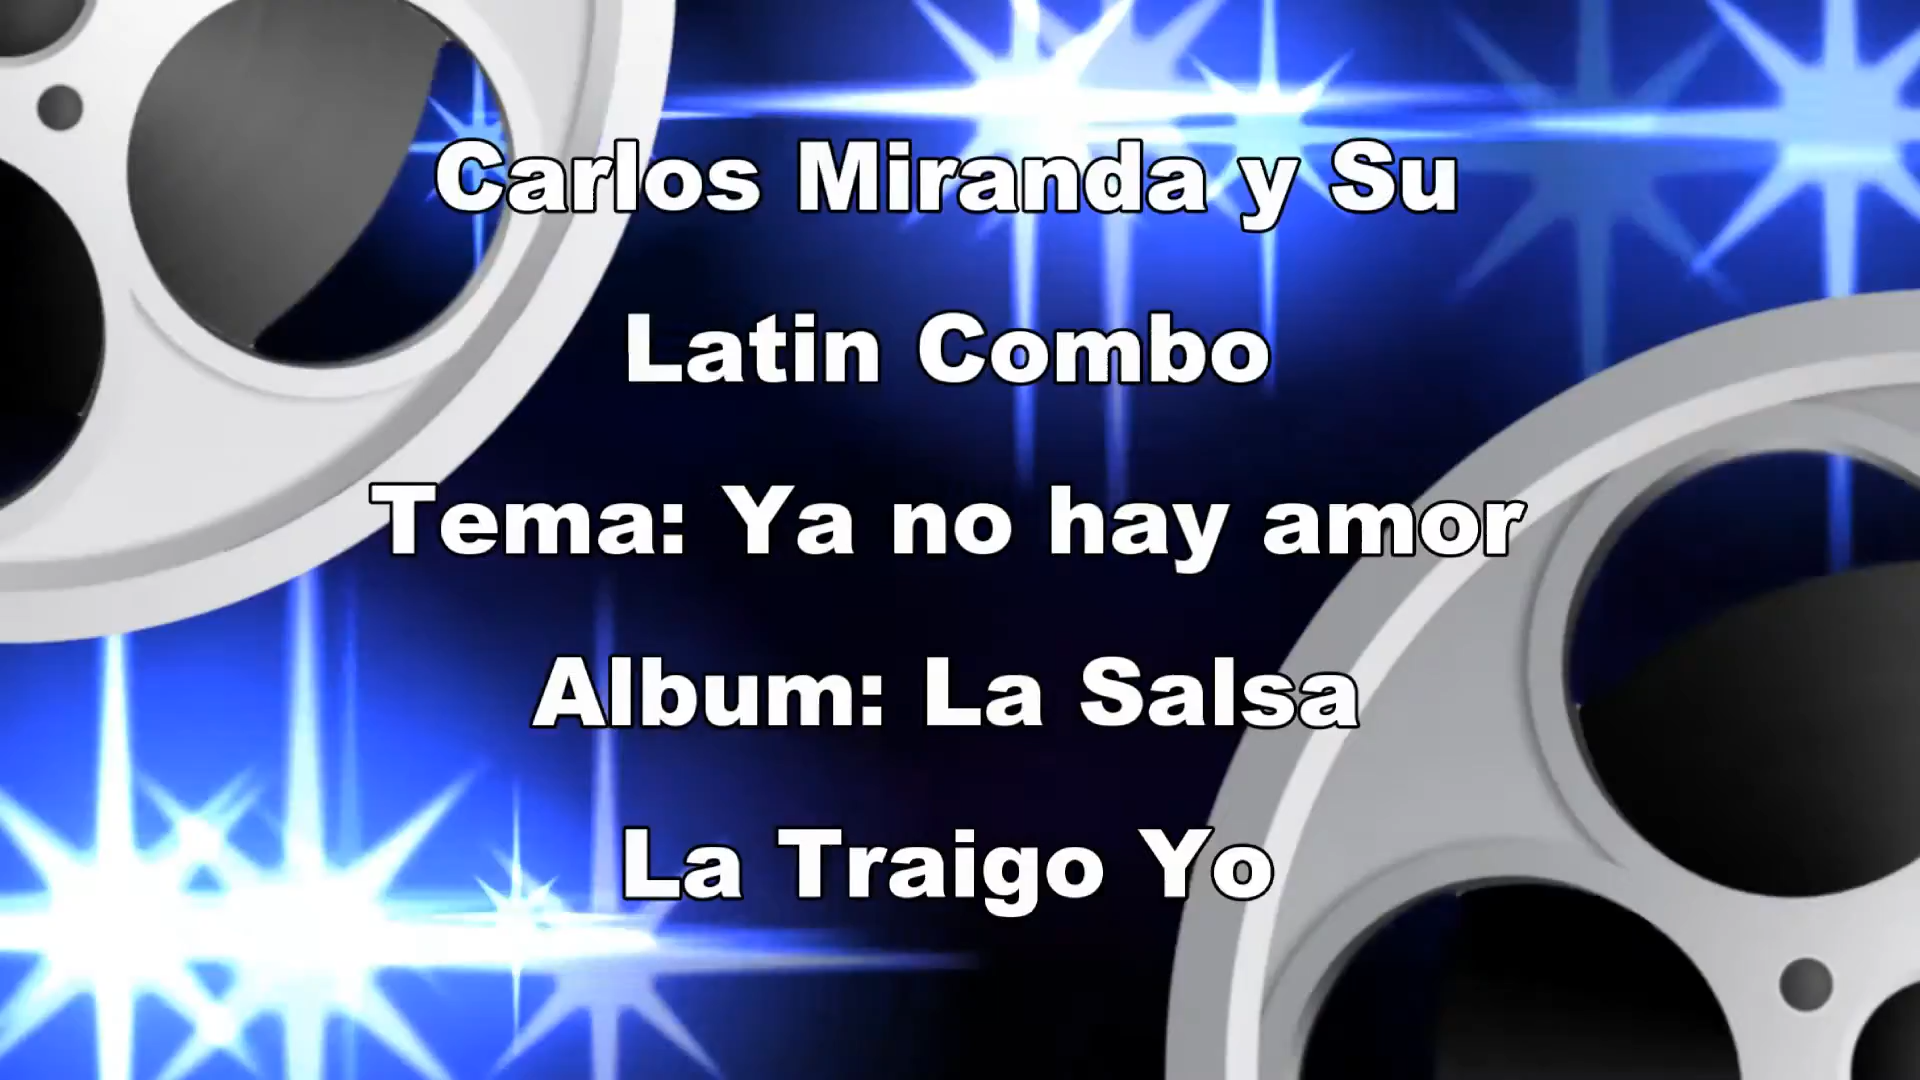 Carlos Miranda y Su
Latin Combo
Tema: Ya no hay amor
Album: La Salsa
La Traigo Yo